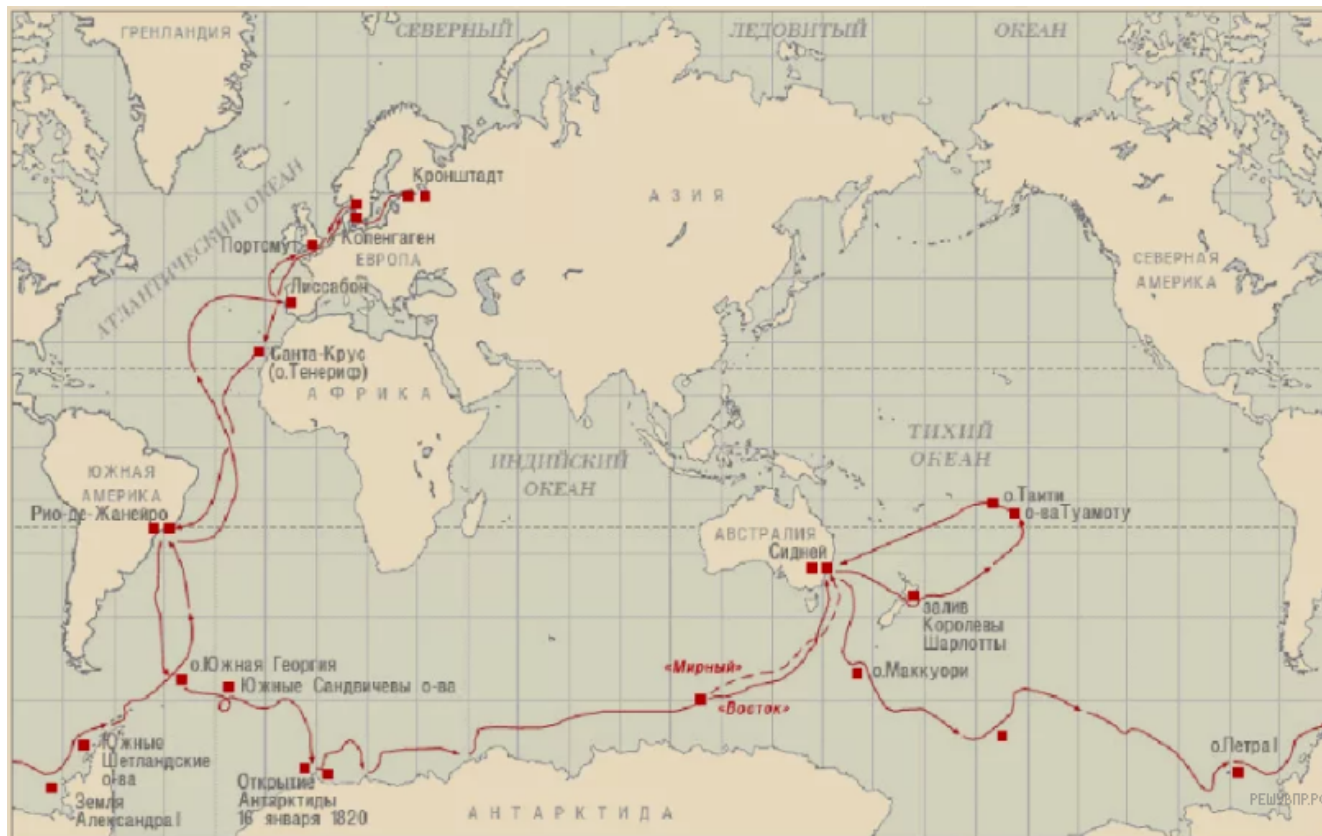 ГРЕНЛАНДИЯ
СЕВЕРНЫЙ
ЛЕДОВИТЫЙ
ОКЕАН
Кронштадт
АЗИЯ
АТЛАНТИЧЕСКИЙ ОКЕАН
Портсмут
Копенгаген
ЕВРОПА
СЕВЕРНАЯ
АМЕРИКА
Лиссабон
Санта-Крус
(о.Тенериф)
АФРИКА
ТИХИЙ
ОКЕАН
ИНДИЙСКИЙ
ОКЕАН
ЮЖНАЯ
АМЕРИКА
Рио-де-Жанейро
о.Таити
о-ва Туамоту
АВСТРАЛИЯ
Сидней
залив
Королевы
Шарлотты
о.Южная Георгия
Южные Сандвичевы о-ва
«Мирный»
«Восток»
о.Маккуори
Южные
Шетландские
о-ва
Земля
Александра I
Открытие
Антарктиды
16 января 1820
АНТАРКТИДА
о.Петра I
РЕШУВПР.РФ